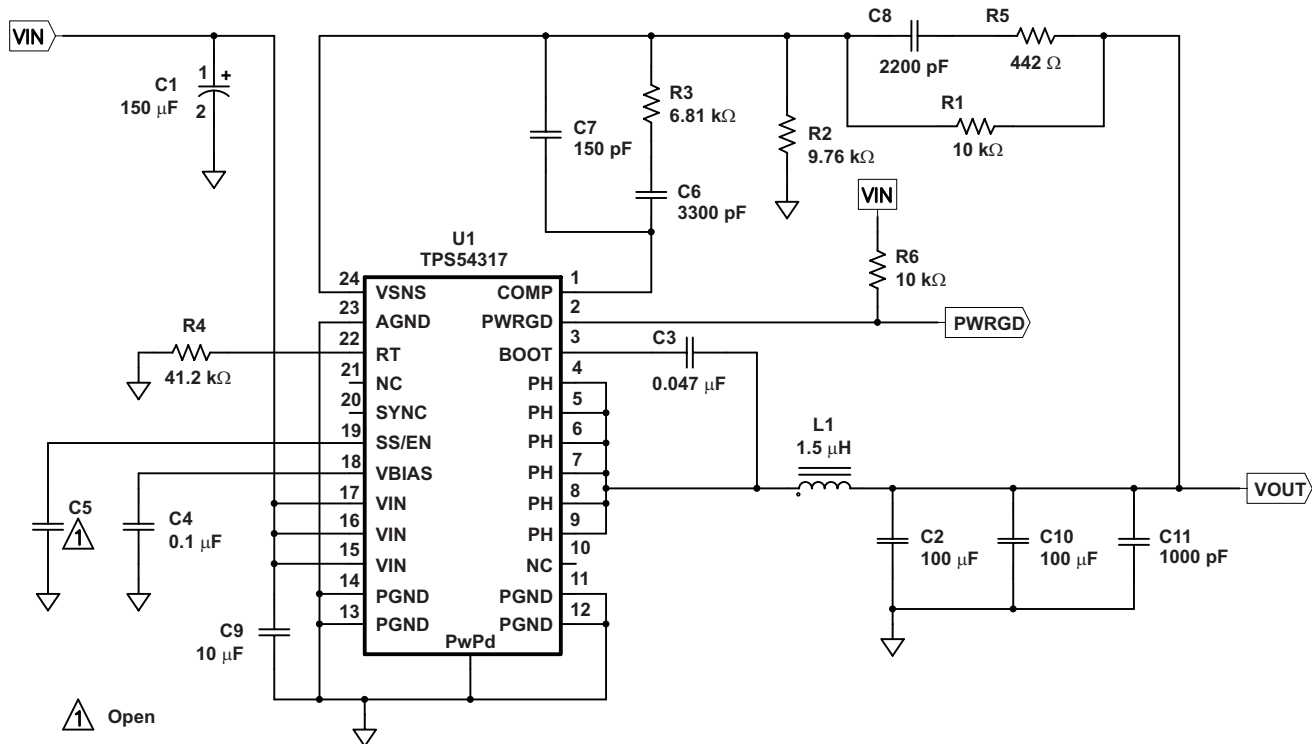 VIN
C1
150 μF
1
+
2
C7
150 pF
R3
6.81 kΩ
C6
3300 pF
R2
9.76 kΩ
C8
2200 pF
R5
442 Ω
R1
10 kΩ
VIN
R6
10 kΩ
PWRGD
U1
TPS54317
24 VSNS COMP 1
23 AGND PWRGD 2
22 RT BOOT 3
21 NC PH 4
20 SYNC PH 5
19 SS/EN PH 6
18 VBIAS PH 7
17 VIN PH 8
16 VIN PH 9
15 VIN NC 10
14 PGND PGND 11
13 PGND PGND 12
PwPd
R4
41.2 kΩ
C3
0.047 μF
L1
1.5 μH
VOUT
C5
1
C4
0.1 μF
C9
10 μF
C2
100 μF
C10
100 μF
C11
1000 pF
1 Open